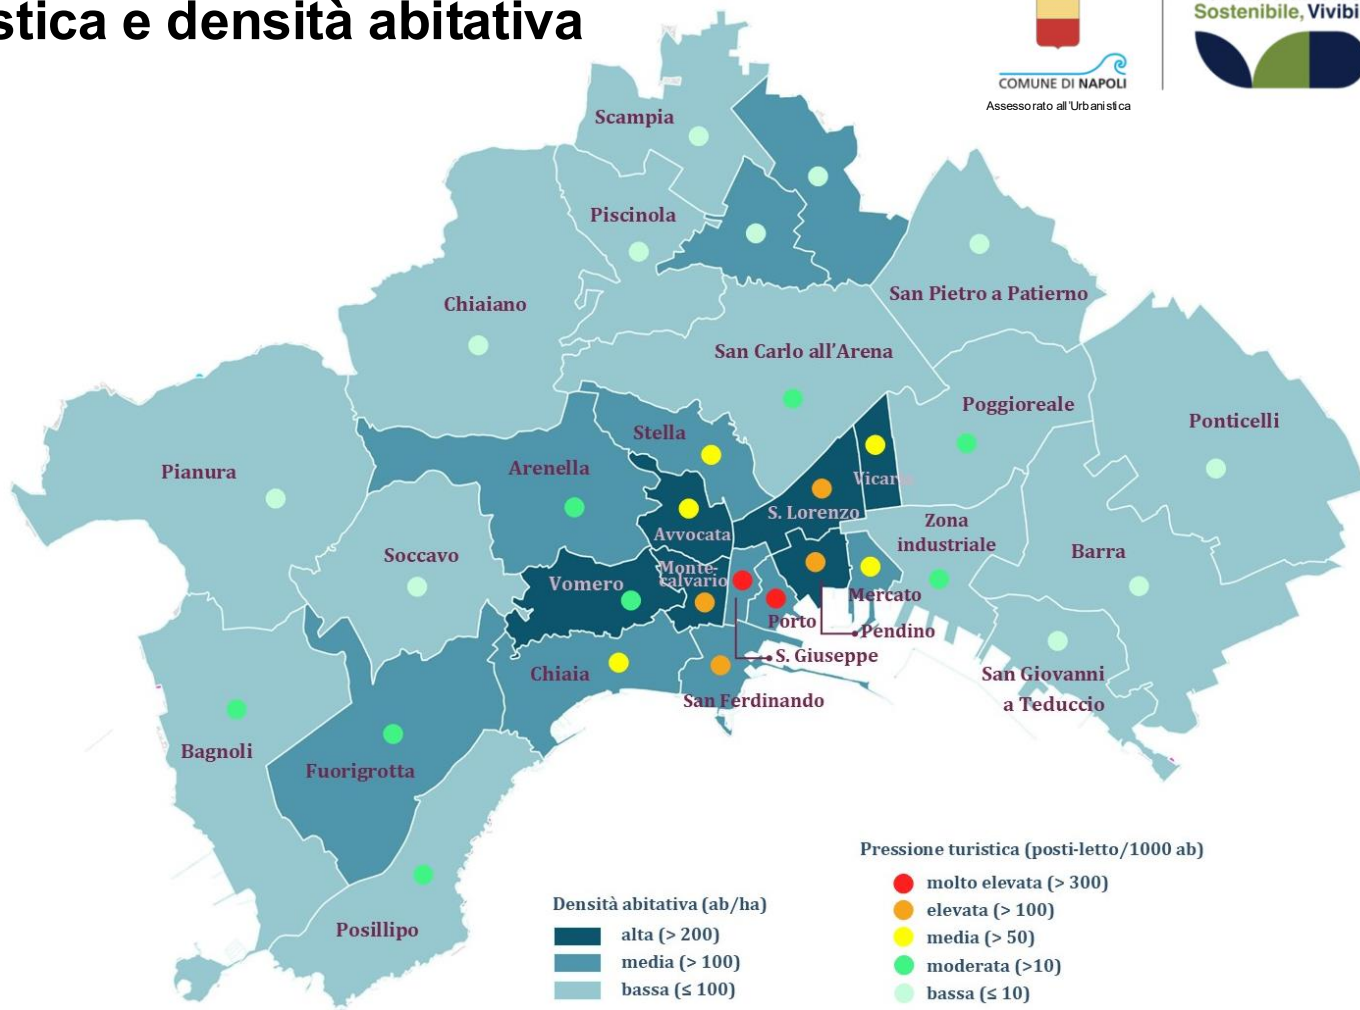 stica e densità abitativa
Sostenibile, Vivibi
COMUNE DI NAPOLI
Assessorato all'Urbanistica
Scampia
Piscinola
San Pietro a Patierno
Chiaiano
San Carlo all'Arena
Poggioreale
Ponticelli
Stella
Arenella
Pianura
Vicar
S. Lorenzo
Zona
industriale
Avvocata
Barra
Soccavo
Monte-
calvario
Vomero
Mercato
Porto
Pendino
S. Giuseppe
Chiaia
San Giovanni
a Teduccio
San Ferdinando
Bagnoli
Fuorigrotta
Posillipo
Pressione turistica (posti-letto/1000 ab)
molto elevata (> 300)
elevata (> 100)
media (> 50)
moderata (>10)
bassa (≤ 10)
Densità abitativa (ab/ha)
alta (> 200)
media (> 100)
bassa (≤ 100)